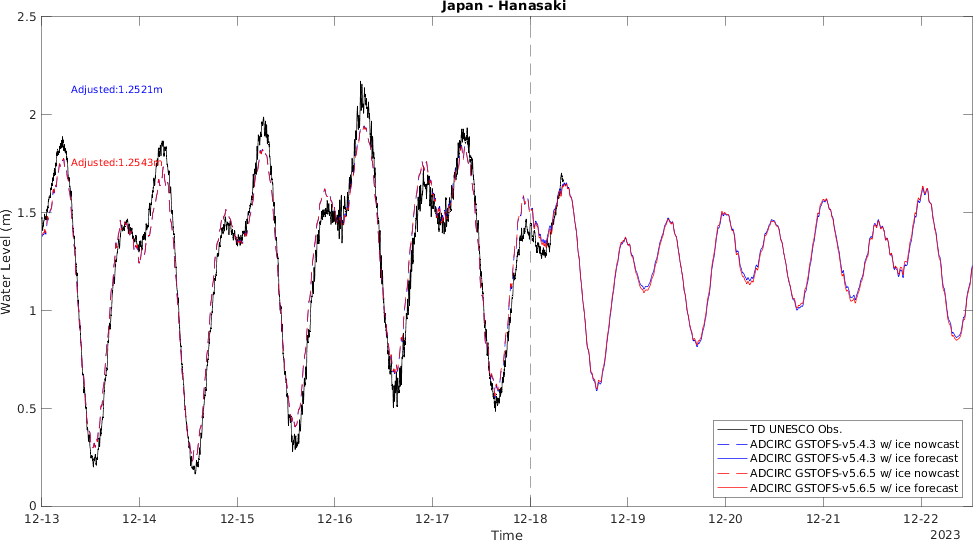 Japan - Hanasaki
2.5
2
1.5
1
0.5
0
Water Level (m)
Adjusted:1.2521m
Adjusted:1.2543m
TD UNESCO Obs.
ADCIRC GSTOFS-v5.4.3 w/ ice nowcast
ADCIRC GSTOFS-v5.4.3 w/ ice forecast
ADCIRC GSTOFS-v5.6.5 w/ ice nowcast
ADCIRC GSTOFS-v5.6.5 w/ ice forecast
12-13 12-14 12-15 12-16 12-17 12-18 12-19 12-20 12-21 12-22
Time
2023